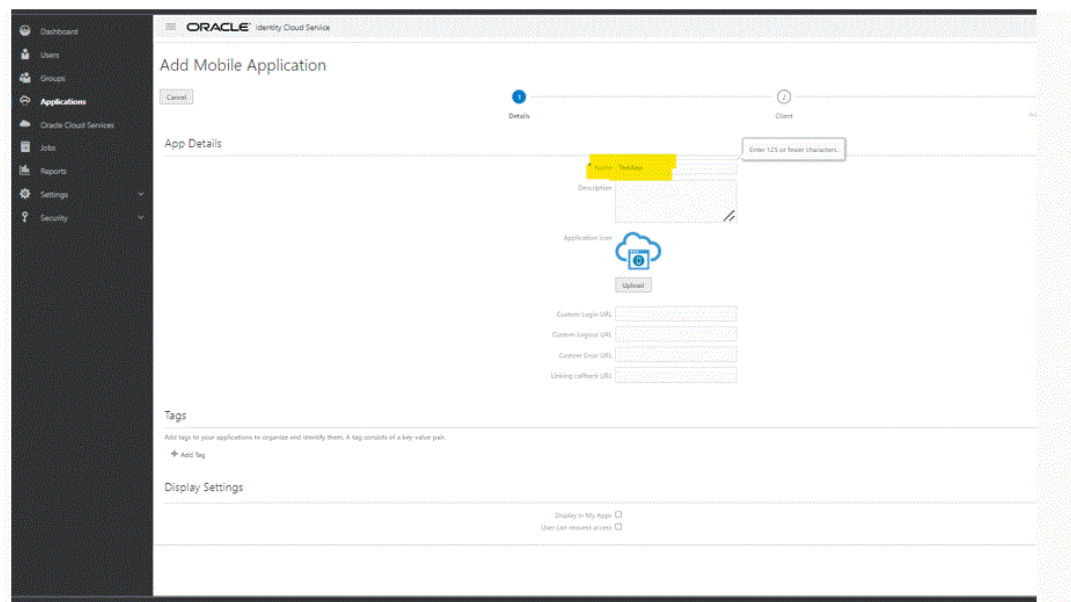 Dashboard
Users
Groups
Applications
Oracle Cloud Services
Jobs
Reports
Settings
Security
ORACLE Identity Cloud Service
Add Mobile Application
Cancel
1
2
Details
Client
App Details
Enter 125 or fewer characters.
* Name TestApp
Description
Application Icon
Upload
Custom Login URL
Custom Logout URL
Custom Error URL
Linking callback URL
Tags
Add tags to your applications to organize and identify them. A tag consists of a key-value pair.
+ Add Tag
Display Settings
Display in My Apps
User can request access